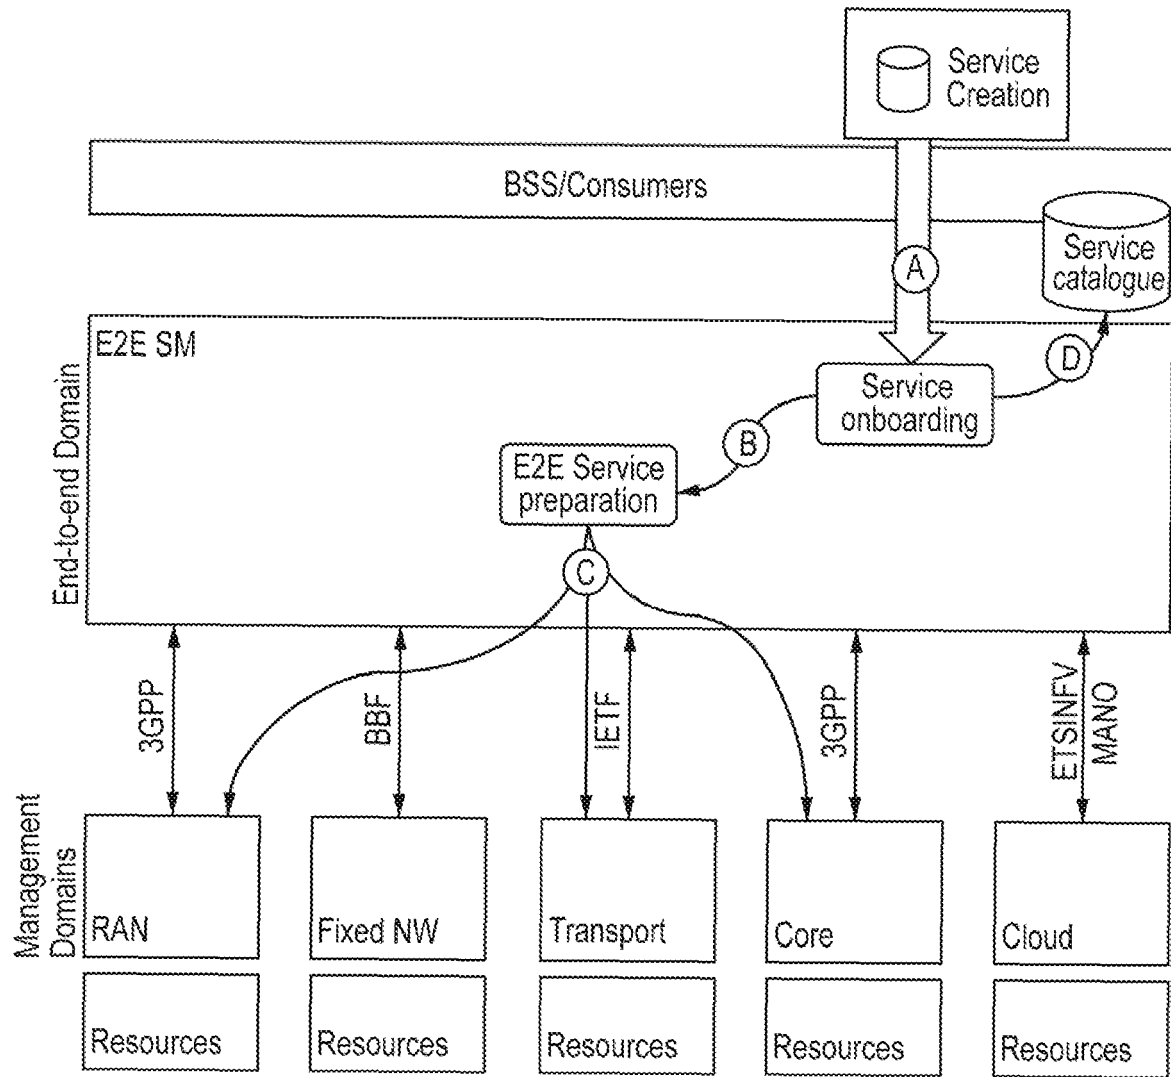 Service
Creation
BSS/Consumers
Service
catalogue
A
E2E SM
D
Service
onboarding
B
E2E Service
preparation
C
End-to-end Domain
3GPP
BBF
IETF
3GPP
ETSINFV
MANO
Management
Domains
RAN
Fixed NW
Transport
Core
Cloud
Resources
Resources
Resources
Resources
Resources